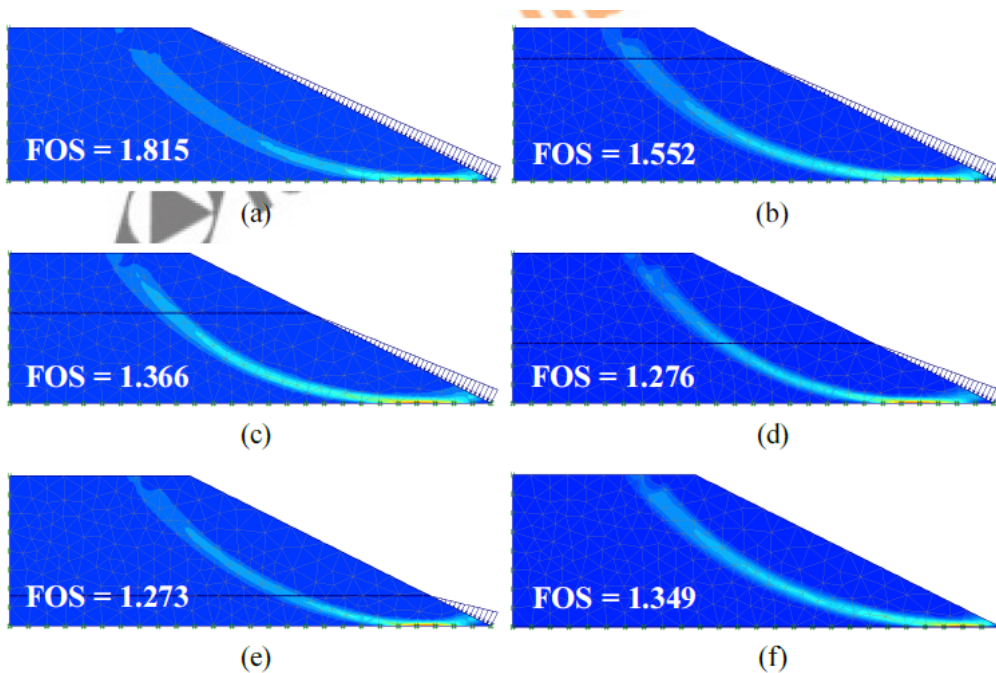 FOS = 1.815
FOS = 1.552
(a)
(b)
FOS = 1.366
FOS = 1.276
(c)
(d)
FOS = 1.273
FOS = 1.349
(e)
(f)